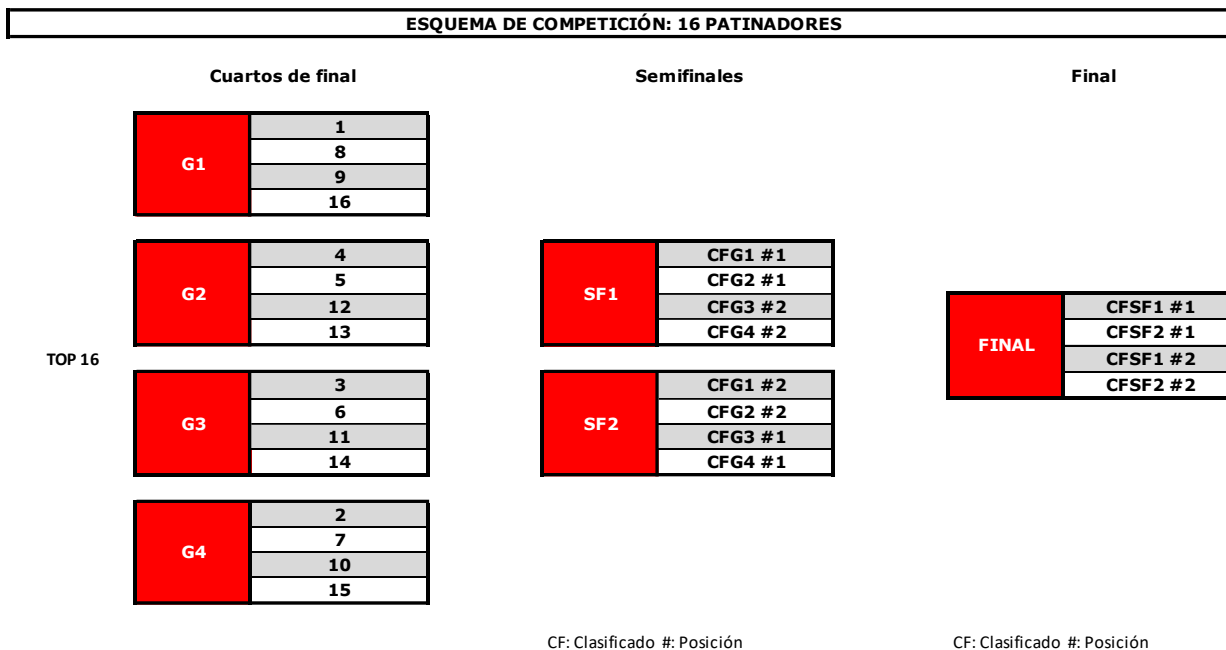 ESQUEMA DE COMPETICIÓN: 16 PATINADORES
Cuartos de final
Semifinales
Final
TOP 16
G1
1
8
9
16
G2
4
5
12
13
G3
3
6
11
14
G4
2
7
10
15
SF1
CFG1 #1
CFG2 #1
CFG3 #2
CFG4 #2
SF2
CFG1 #2
CFG2 #2
CFG3 #1
CFG4 #1
FINAL
CFSF1 #1
CFSF2 #1
CFSF1 #2
CFSF2 #2
CF: Clasificado #: Posición
CF: Clasificado #: Posición